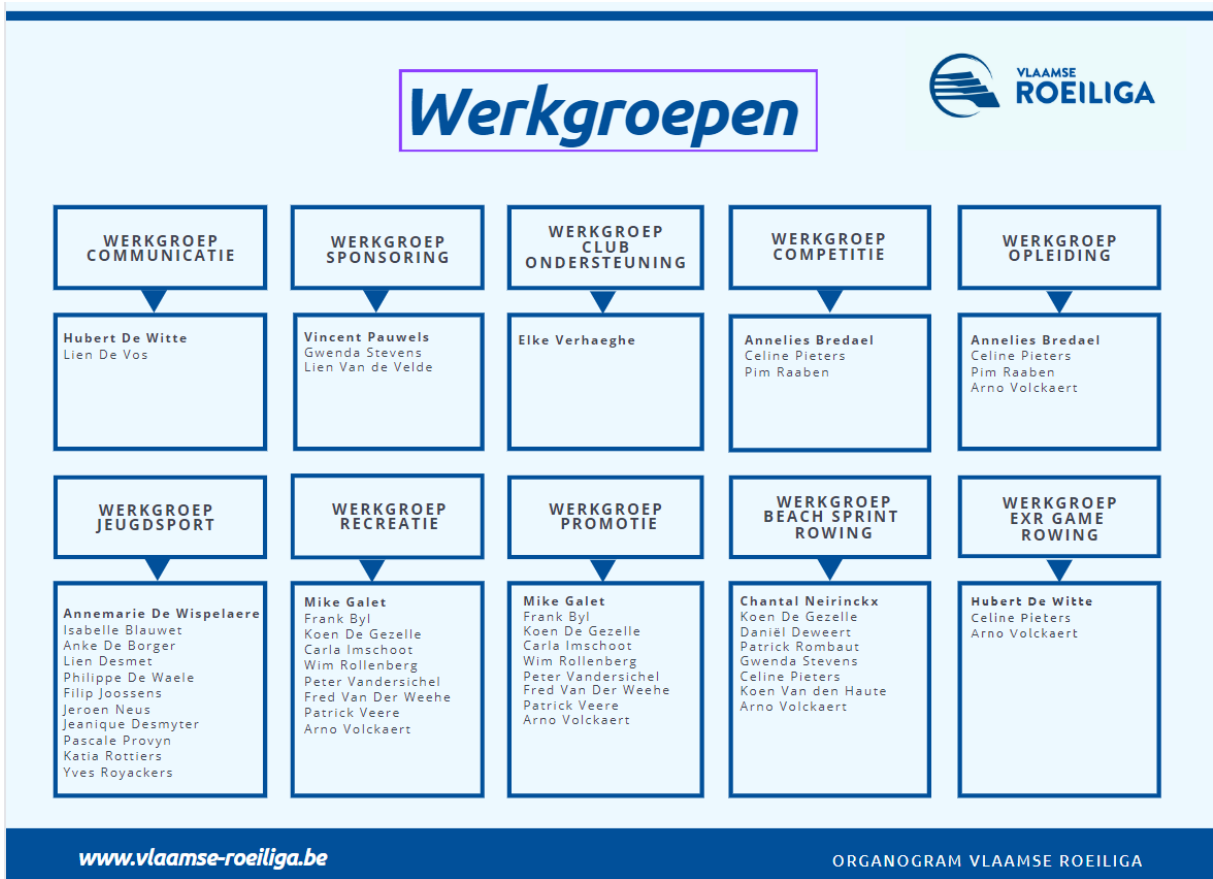 VLAAMSE
ROEILIGA
Werkgroepen
WERKGROEP
COMMUNICATIE
Hubert De Witte
Lien De Vos
WERKGROEP
SPONSORING
Vincent Pauwels
Gwenda Stevens
Lien Van de Velde
WERKGROEP
CLUB
ONDERSTEUNING
Elke Verhaeghe
WERKGROEP
COMPETITIE
Annelies Bredael
Celine Pieters
Pim Raaben
WERKGROEP
OPLEIDING
Annelies Bredael
Celine Pieters
Pim Raaben
Arno Volckaert
WERKGROEP
JEUGDSPORT
Annemarie De Wispelaere
Isabelle Blauwet
Anke De Borger
Lien Desmet
Philippe De Waele
Filip Joossens
Jeroen Neus
Jeanique Desmyter
Pascale Provyn
Katia Rottiers
Yves Royackers
WERKGROEP
RECREATIE
Mike Galet
Frank Byl
Koen De Gezelle
Carla Imschoot
Wim Rollenberg
Peter Vandersichel
Fred Van Der Weehe
Patrick Veere
Arno Volckaert
WERKGROEP
PROMOTIE
Mike Galet
Frank Byl
Koen De Gezelle
Carla Imschoot
Wim Rollenberg
Peter Vandersichel
Fred Van Der Weehe
Patrick Veere
Arno Volckaert
WERKGROEP
BEACH SPRINT
ROWING
Chantal Neirinckx
Koen De Gezelle
Daniël Deweert
Patrick Rombaut
Gwenda Stevens
Celine Pieters
Koen Van den Haute
Arno Volckaert
WERKGROEP
EXR GAME
ROWING
Hubert De Witte
Celine Pieters
Arno Volckaert
www.vlaamse-roeiliga.be
ORGANOGRAM VLAAMSE ROEILIGA